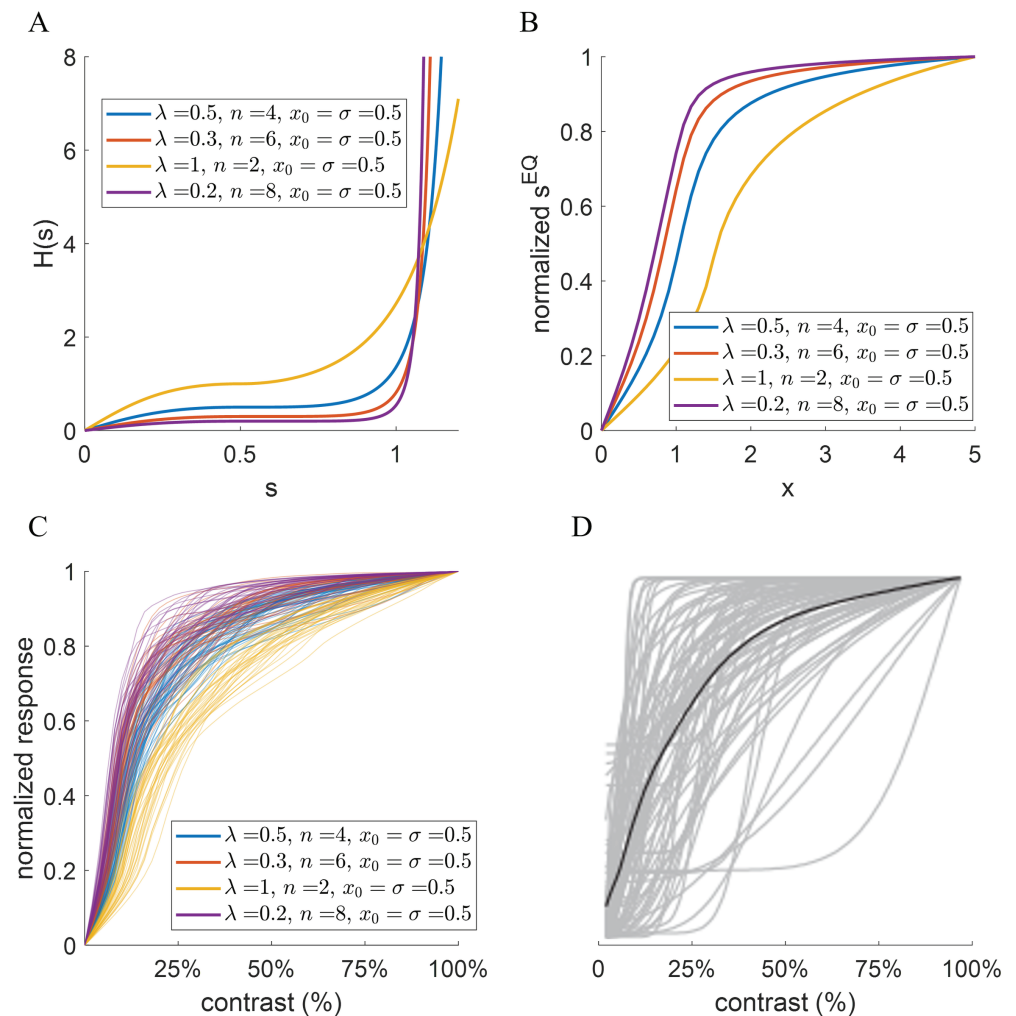 A
8
6
4
2
0
H(s)
λ =0.5, n =4, x₀ = σ =0.5
λ =0.3, n =6, x₀ = σ =0.5
λ =1, n =2, x₀ = σ =0.5
λ =0.2, n =8, x₀ = σ =0.5
0 0.5 1
s
B
1
0.8
0.6
0.4
0.2
0
normalized s^EQ
λ =0.5, n =4, x₀ = σ =0.5
λ =0.3, n =6, x₀ = σ =0.5
λ =1, n =2, x₀ = σ =0.5
λ =0.2, n =8, x₀ = σ =0.5
0 1 2 3 4 5
x
C
1
0.8
0.6
0.4
0.2
0
normalized response
λ =0.5, n =4, x₀ = σ =0.5
λ =0.3, n =6, x₀ = σ =0.5
λ =1, n =2, x₀ = σ =0.5
λ =0.2, n =8, x₀ = σ =0.5
25% 50% 75% 100%
contrast (%)
D
0 25% 50% 75% 100%
contrast (%)